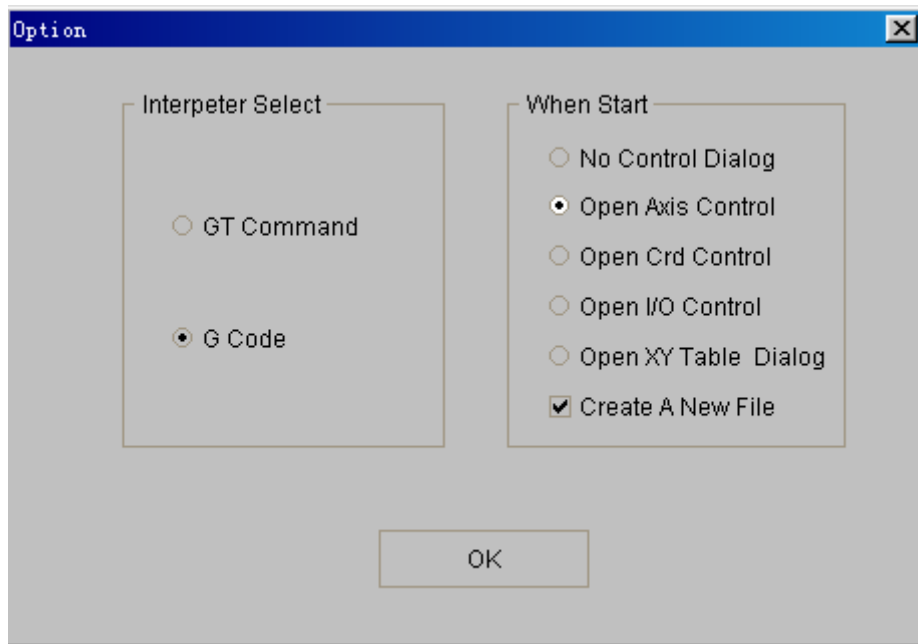 Option
Interpeter Select
GT Command
G Code
When Start
No Control Dialog
Open Axis Control
Open Crd Control
Open I/O Control
Open XY Table Dialog
Create A New File
OK